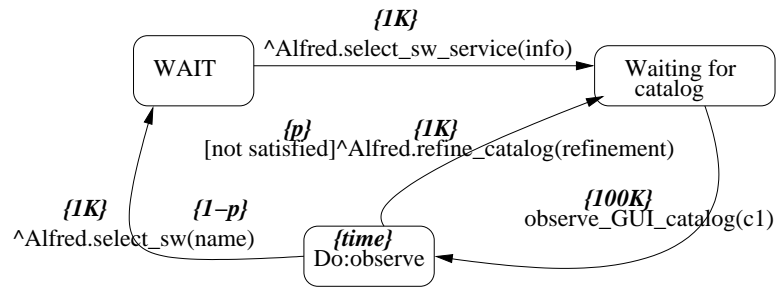 {1K}
^Alfred.select_sw_service(info)
WAIT
Waiting for
catalog
{p}
{1K}
[not satisfied]^Alfred.refine_catalog(refinement)
{1K}
{1−p}
^Alfred.select_sw(name)
{100K}
observe_GUI_catalog(c1)
{time}
Do:observe